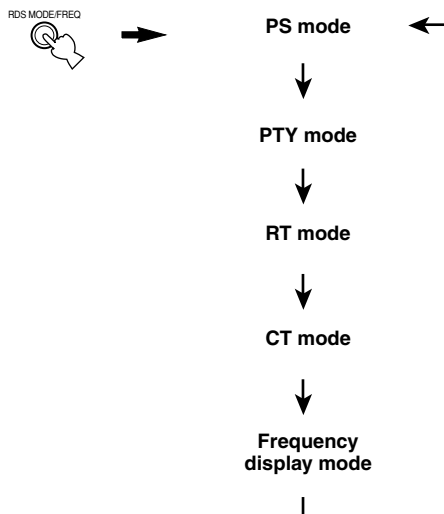 RDS MODE/FREQ
PS mode
PTY mode
RT mode
CT mode
Frequency
display mode